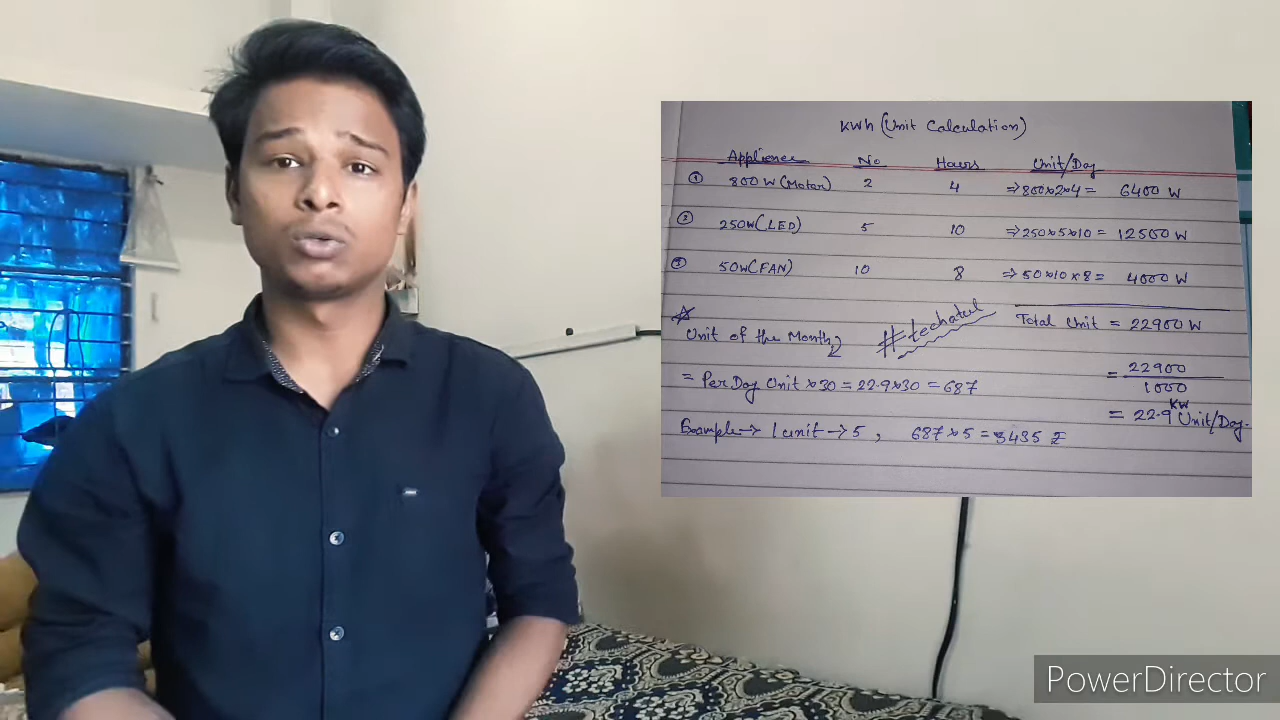 KWh (Unit Calculation)
Applience No Hours Unit/Day
① 800 W (Motor) 2 4 ⇒ 800×2×4 = 6400 W
② 250W (LED) 5 10 ⇒ 250×5×10 = 12500 W
③ 50W (FAN) 10 8 ⇒ 50×10×8 = 4000 W
Total Unit = 22900 W
Unit of the Month
#techatul
= 22900
1000
= Per Day Unit × 30 = 22.9×30 = 687
= 22.9 KW Unit/Day.
Example → 1 unit → 5, 687×5 = 3435 ₹
PowerDirector